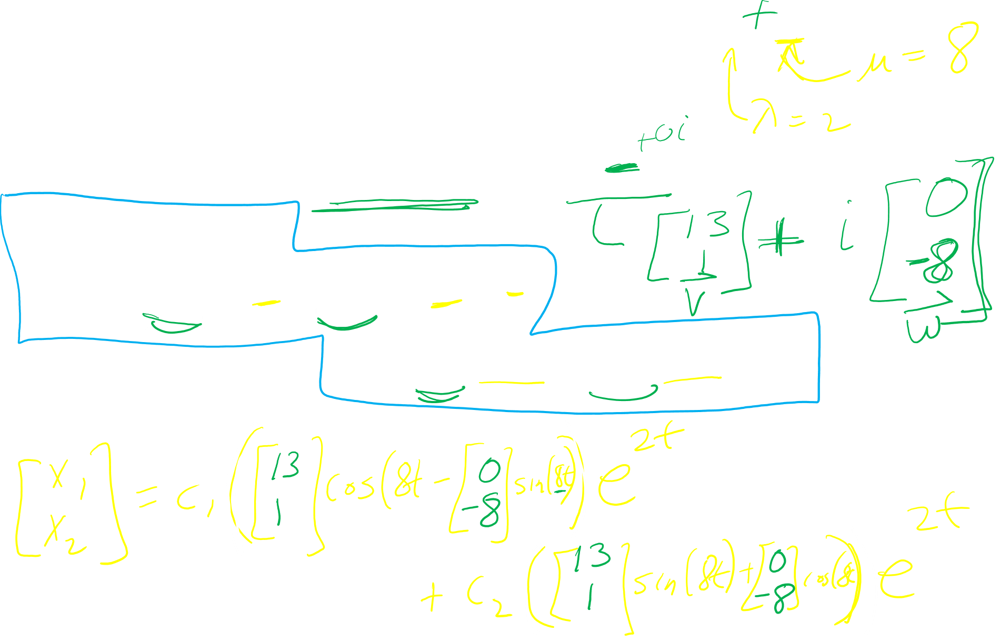 +
μ = 8
λ = 2
+0i
[13 1] + i [0 -8]
v w
[x₁ x₂] = c₁ ([13 1] cos(8t - [0 -8] sin(8t)) e^2t
+ c₂ ([13 1] sin(8t) + [0 -8] cos(8t)) e^2t